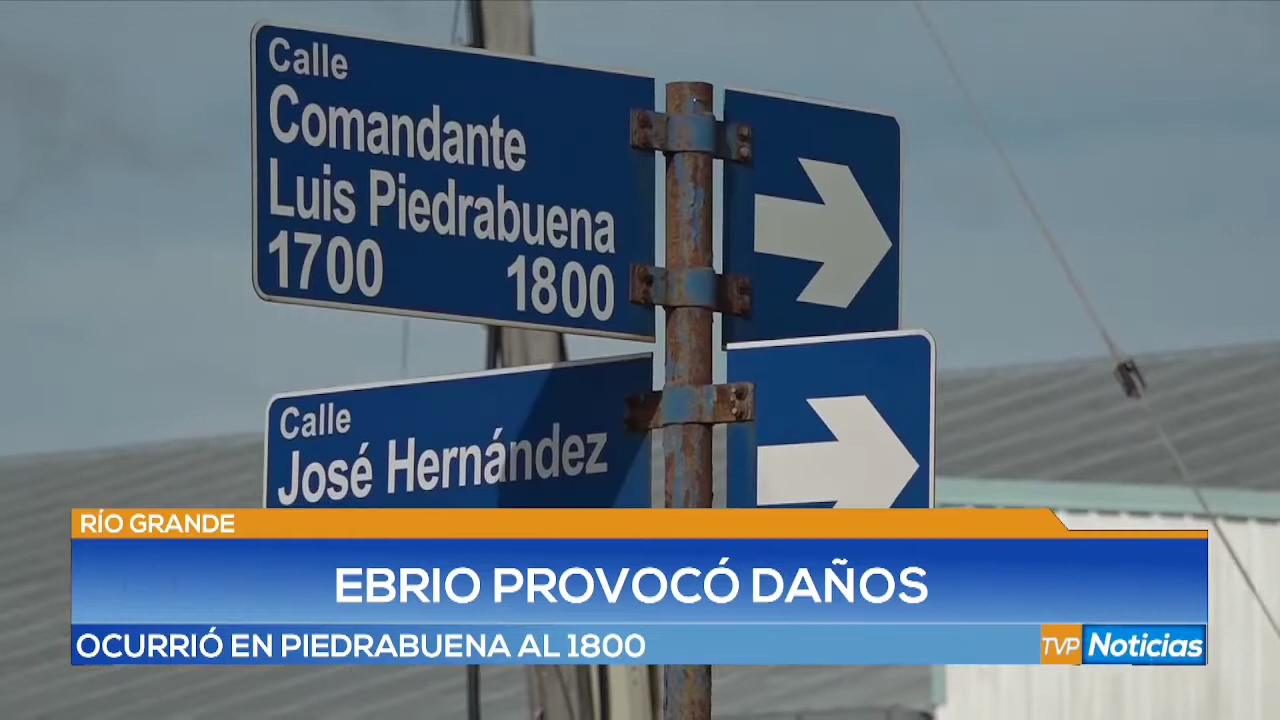 Calle
Comandante
Luis Piedrabuena
1700 1800
Calle
José Hernández
RÍO GRANDE
EBRIO PROVOCÓ DAÑOS
OCURRIÓ EN PIEDRABUENA AL 1800
TVP Noticias